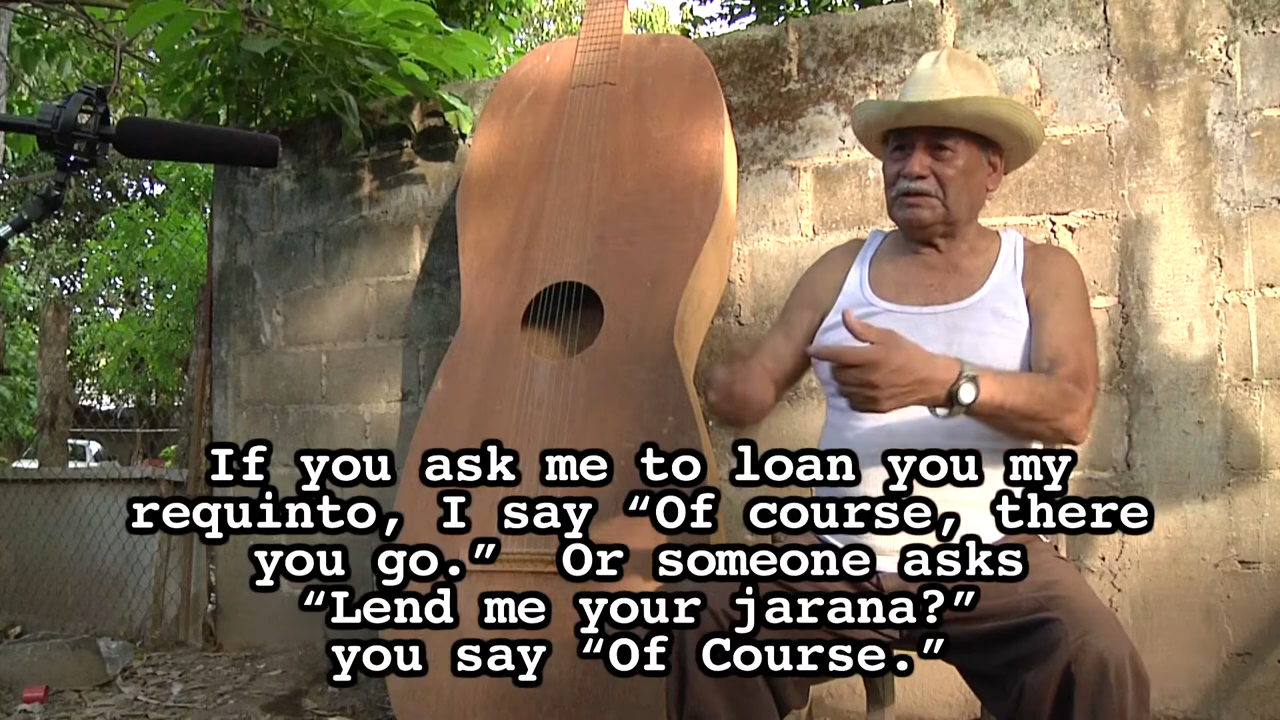 If you ask me to loan you my
requinto, I say “Of course, there
you go.”  Or someone asks
“Lend me your jarana?”
you say “Of Course.”